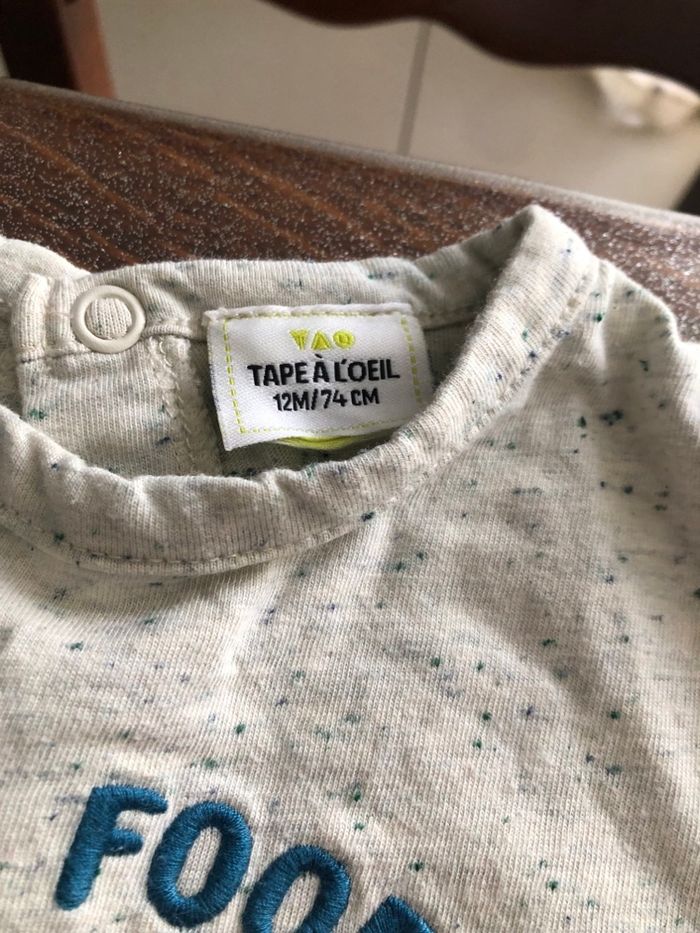 TAO
TAPE À L'OEIL
12M/74 CM